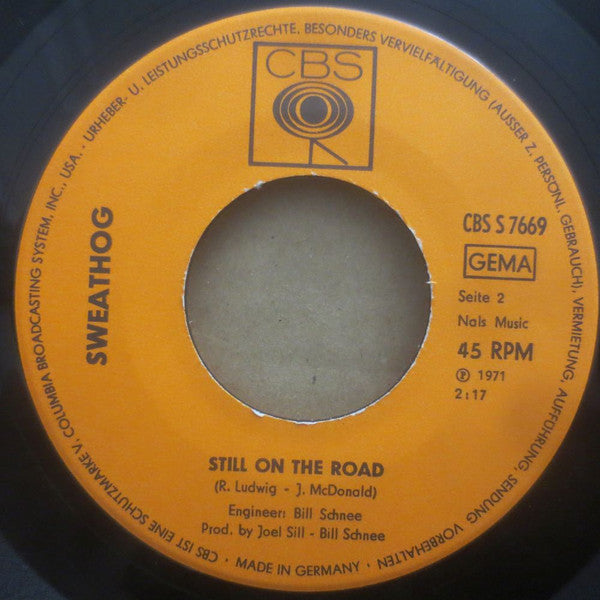 CBS
SWEATHOG
CBS S 7669
GEMA
Seite 2
Nals Music
45 RPM
℗ 1971
2:17
STILL ON THE ROAD
(R. Ludwig - J. McDonald)
Engineer: Bill Schnee
Prod. by Joel Sill - Bill Schnee
CBS IST EINE SCHUTZMARKE V. COLUMBIA BROADCASTING SYSTEM, INC., USA. · URHEBER- U. LEISTUNGSSCHUTZRECHTE, BESONDERS VERVIELFÄLTIGUNG (AUSSER Z. PERSÖNL. GEBRAUCH), VERMIETUNG, AUFFÜHRUNG, SENDUNG VORBEHALTEN · MADE IN GERMANY ·